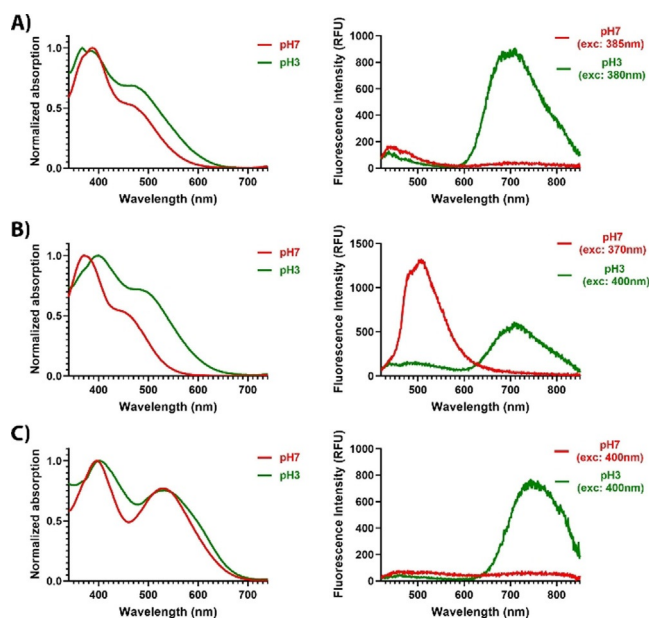 A)
Normalized absorption
1.0
0.5
0.0
400
500
600
700
Wavelength (nm)
pH7
pH3
Fluorescence Intensity (RFU)
1000
800
600
400
200
0
500
600
700
800
Wavelength (nm)
pH7
(exc: 385nm)
pH3
(exc: 380nm)
B)
Normalized absorption
1.0
0.5
0.0
400
500
600
700
Wavelength (nm)
pH7
pH3
Fluorescence Intensity (RFU)
1500
1000
500
0
500
600
700
800
Wavelength (nm)
pH7
(exc: 370nm)
pH3
(exc: 400nm)
C)
Normalized absorption
1.0
0.5
0.0
400
500
600
700
Wavelength (nm)
pH7
pH3
Fluorescence Intensity (RFU)
1000
800
600
400
200
0
500
600
700
800
Wavelength (nm)
pH7
(exc: 400nm)
pH3
(exc: 400nm)